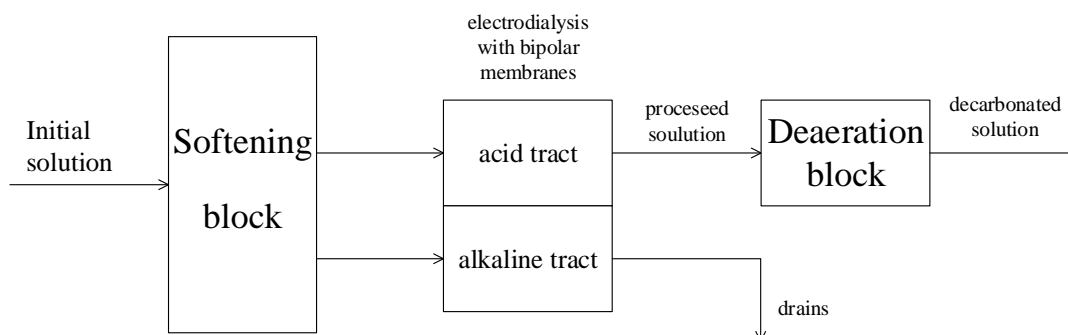 Initial
solution
Softening
block
electrodialysis
with bipolar
membranes
acid tract
alkaline tract
proceseed
soulution
Deaeration
block
decarbonated
solution
drains